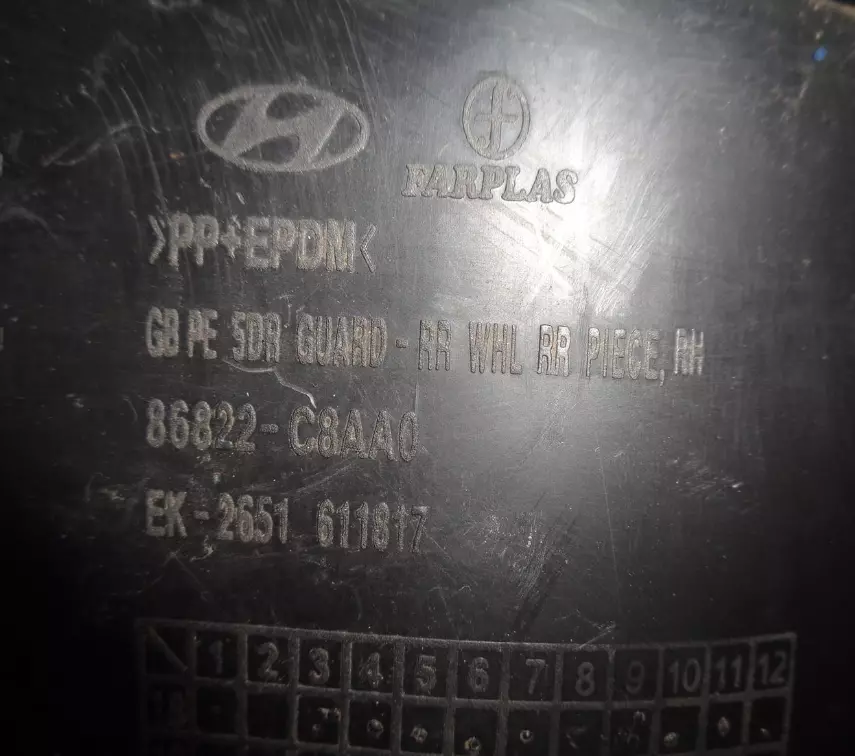 FARPLAS
>PP+EPDM<
GB PE 5DR GUARD - RR WHL RR PIECE, RH
86822-C8AA0
EK-2651 611817
1 2 3 4 5 6 7 8 9 10 11 12